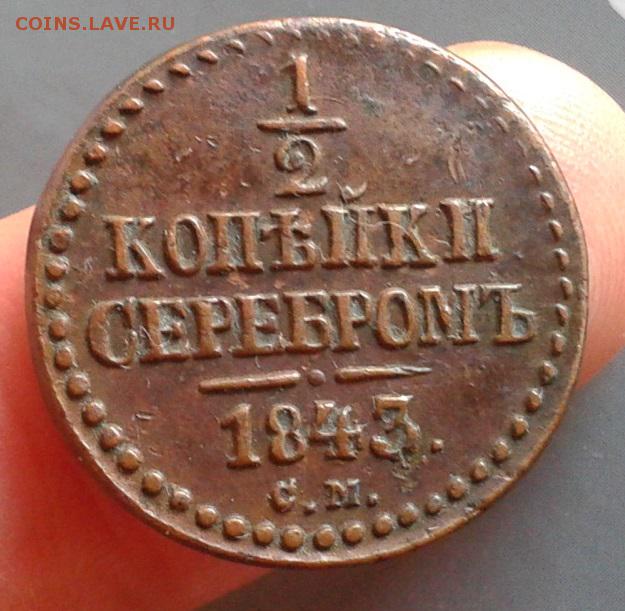 COINS.LAVE.RU
1
2
КОПѢЙКИ
СЕРЕБРОМЪ
1843.
С.М.